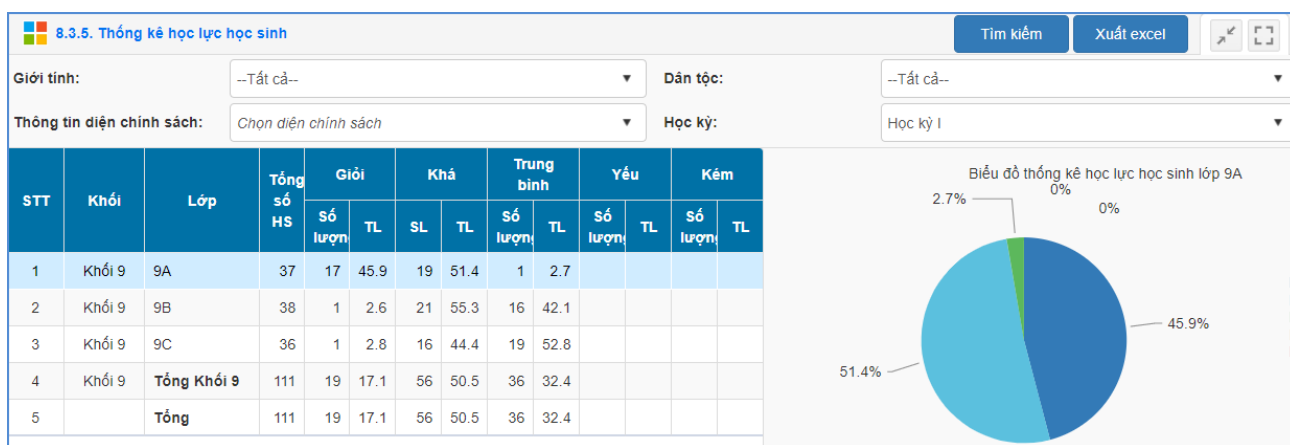 8.3.5. Thống kê học lực học sinh
Tìm kiếm
Xuất excel
Giới tính:
--Tất cả--
Dân tộc:
--Tất cả--
Thông tin diện chính sách:
Chọn diện chính sách
Học kỳ:
Học kỳ I
STT Khối Lớp Tổng số HS Giỏi Khá Trung bình Yếu Kém
Số lượng TL SL TL Số lượng TL Số lượng TL Số lượng TL
1 Khối 9 9A 37 17 45.9 19 51.4 1 2.7
2 Khối 9 9B 38 1 2.6 21 55.3 16 42.1
3 Khối 9 9C 36 1 2.8 16 44.4 19 52.8
4 Khối 9 Tổng Khối 9 111 19 17.1 56 50.5 36 32.4
5 Tổng 111 19 17.1 56 50.5 36 32.4
Biểu đồ thống kê học lực học sinh lớp 9A
0%
2.7%
0%
45.9%
51.4%